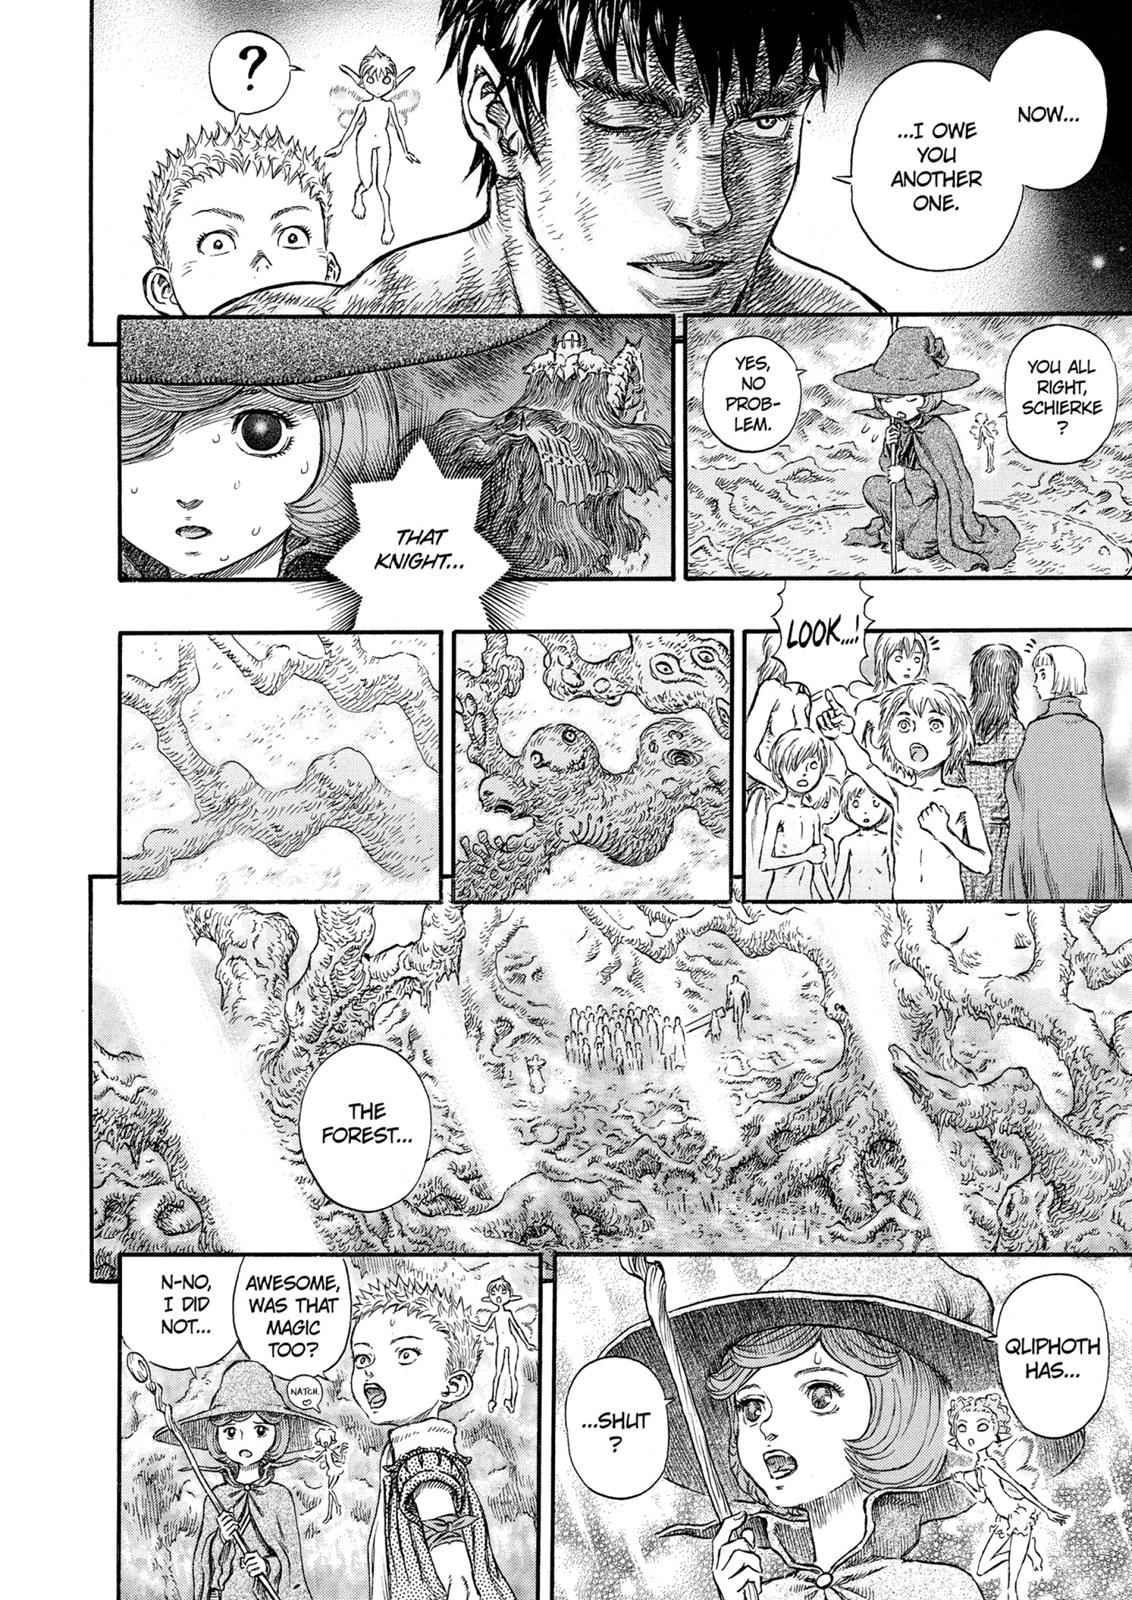 NOW...
...I OWE
YOU
ANOTHER
ONE.
?
YOU ALL
RIGHT,
SCHIERKE
?
YES,
NO
PROB-
LEM.
THAT
KNIGHT...
LOOK...!
THE
FOREST...
QLIPHOTH
HAS...
...SHUT
?
AWESOME,
WAS THAT
MAGIC
TOO?
NATCH.
N-NO,
I DID
NOT...